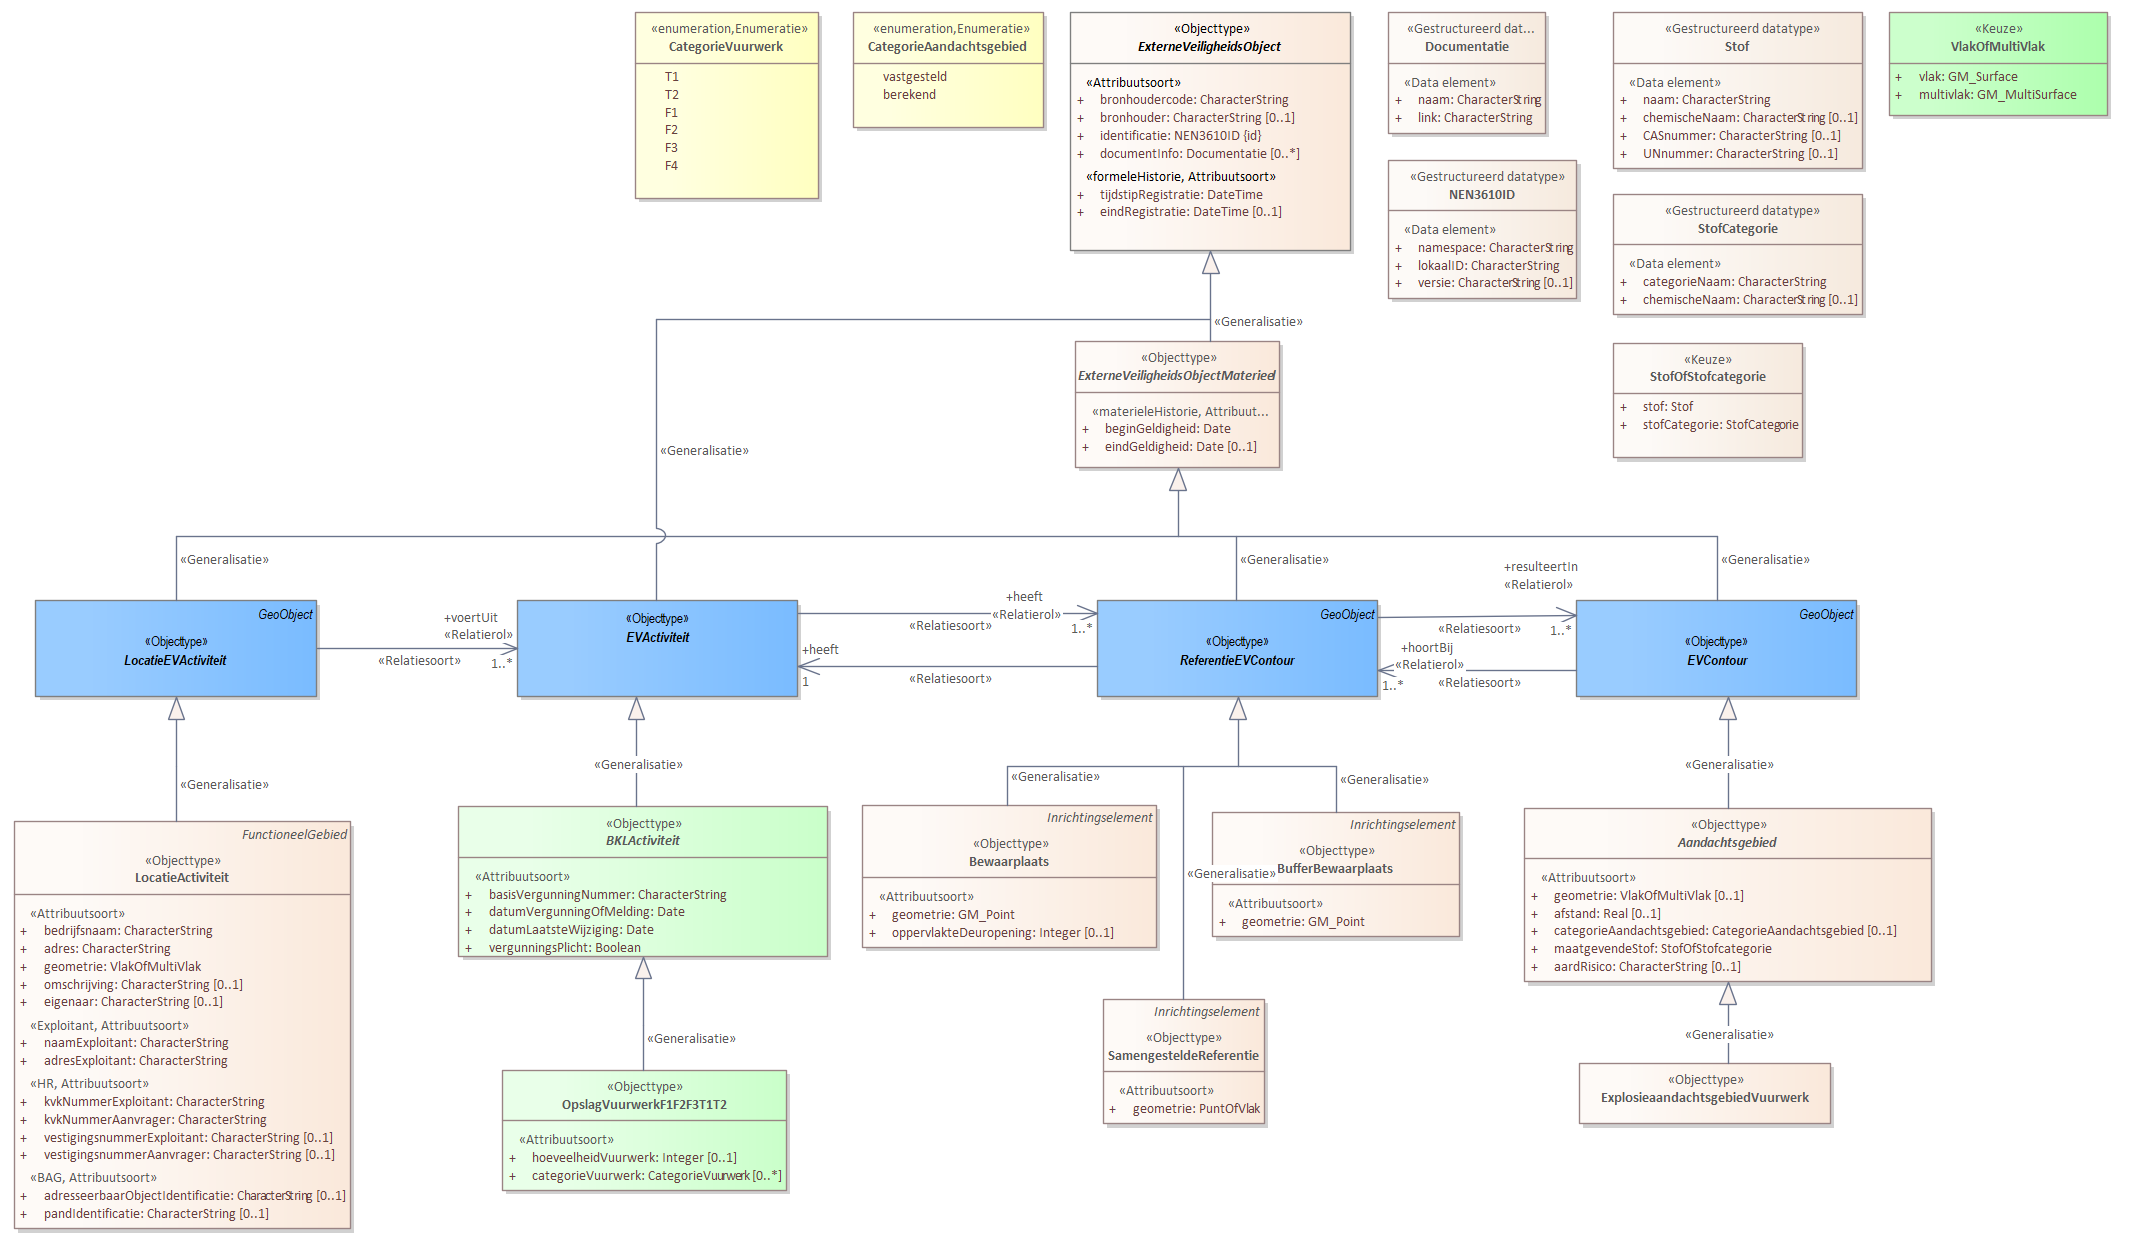 «enumeration,Enumeratie»
CategorieVuurwerk
T1
T2
F1
F2
F3
F4
«enumeration,Enumeratie»
CategorieAandachtsgebied
vastgesteld
berekend
«Objecttype»
ExterneVeiligheidsObject
«Attribuutsoort»
+ bronhoudercode: CharacterString
+ bronhouder: CharacterString [0..1]
+ identificatie: NEN3610ID {id}
+ documentInfo: Documentatie [0..*]
«formeleHistorie, Attribuutsoort»
+ tijdstipRegistratie: DateTime
+ eindRegistratie: DateTime [0..1]
«Gestructureerd dat...
Documentatie
«Data element»
+ naam: CharacterString
+ link: CharacterString
«Gestructureerd datatype»
NEN3610ID
«Data element»
+ namespace: CharacterString
+ lokaalID: CharacterString
+ versie: CharacterString [0..1]
«Gestructureerd datatype»
Stof
«Data element»
+ naam: CharacterString
+ chemischeNaam: CharacterString [0..1]
+ CASnummer: CharacterString [0..1]
+ UNnummer: CharacterString [0..1]
«Gestructureerd datatype»
StofCategorie
«Data element»
+ categorieNaam: CharacterString
+ chemischeNaam: CharacterString [0..1]
«Keuze»
StofOfStofcategorie
+ stof: Stof
+ stofCategorie: StofCategorie
«Keuze»
VlakOfMultiVlak
+ vlak: GM_Surface
+ multivlak: GM_MultiSurface
«Generalisatie»
«Objecttype»
ExterneVeiligheidsObjectMaterieel
«materieleHistorie, Attribuut...
+ beginGeldigheid: Date
+ eindGeldigheid: Date [0..1]
«Generalisatie»
«Generalisatie»
«Generalisatie»
«Generalisatie»
GeoObject
«Objecttype»
LocatieEVActiviteit
+voertUit
«Relatierol»
«Relatiesoort»
1..*
«Objecttype»
EVActiviteit
+heeft
«Relatierol»
«Relatiesoort»
1..*
+heeft
1
«Relatiesoort»
GeoObject
«Objecttype»
ReferentieEVContour
+resulteertIn
«Relatierol»
«Relatiesoort»
1..*
+hoortBij
«Relatierol»
1..*
«Relatiesoort»
GeoObject
«Objecttype»
EVContour
«Generalisatie»
«Generalisatie»
«Generalisatie»
«Generalisatie»
«Generalisatie»
«Generalisatie»
FunctioneelGebied
«Objecttype»
LocatieActiviteit
«Attribuutsoort»
+ bedrijfsnaam: CharacterString
+ adres: CharacterString
+ geometrie: VlakOfMultiVlak
+ omschrijving: CharacterString [0..1]
+ eigenaar: CharacterString [0..1]
«Exploitant, Attribuutsoort»
+ naamExploitant: CharacterString
+ adresExploitant: CharacterString
«HR, Attribuutsoort»
+ kvkNummerExploitant: CharacterString
+ kvkNummerAanvrager: CharacterString
+ vestigingsnummerExploitant: CharacterString [0..1]
+ vestigingsnummerAanvrager: CharacterString [0..1]
«BAG, Attribuutsoort»
+ adresseerbaarObjectIdentificatie: CharacterString [0..1]
+ pandIdentificatie: CharacterString [0..1]
«Objecttype»
BKLActiviteit
«Attribuutsoort»
+ basisVergunningNummer: CharacterString
+ datumVergunningOfMelding: Date
+ datumLaatsteWijziging: Date
+ vergunningsPlicht: Boolean
«Generalisatie»
«Objecttype»
OpslagVuurwerkF1F2F3T1T2
«Attribuutsoort»
+ hoeveelheidVuurwerk: Integer [0..1]
+ categorieVuurwerk: CategorieVuurwerk [0..*]
Inrichtingselement
«Objecttype»
Bewaarplaats
«Attribuutsoort»
+ geometrie: GM_Point
+ oppervlakteDeuropening: Integer [0..1]
Inrichtingselement
«Objecttype»
BufferBewaarplaats
«Attribuutsoort»
+ geometrie: GM_Point
«Generalisatie»
Inrichtingselement
«Objecttype»
SamengesteldeReferentie
«Attribuutsoort»
+ geometrie: PuntOfVlak
«Objecttype»
Aandachtsgebied
«Attribuutsoort»
+ geometrie: VlakOfMultiVlak [0..1]
+ afstand: Real [0..1]
+ categorieAandachtsgebied: CategorieAandachtsgebied [0..1]
+ maatgevendeStof: StofOfStofcategorie
+ aardRisico: CharacterString [0..1]
«Generalisatie»
«Objecttype»
ExplosieaandachtsgebiedVuurwerk